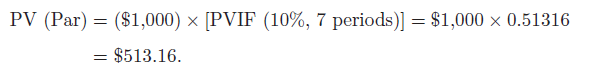 PV (Par) = ($1,000) × [PVIF (10%, 7 periods)] = $1,000 × 0.51316
= $513.16.